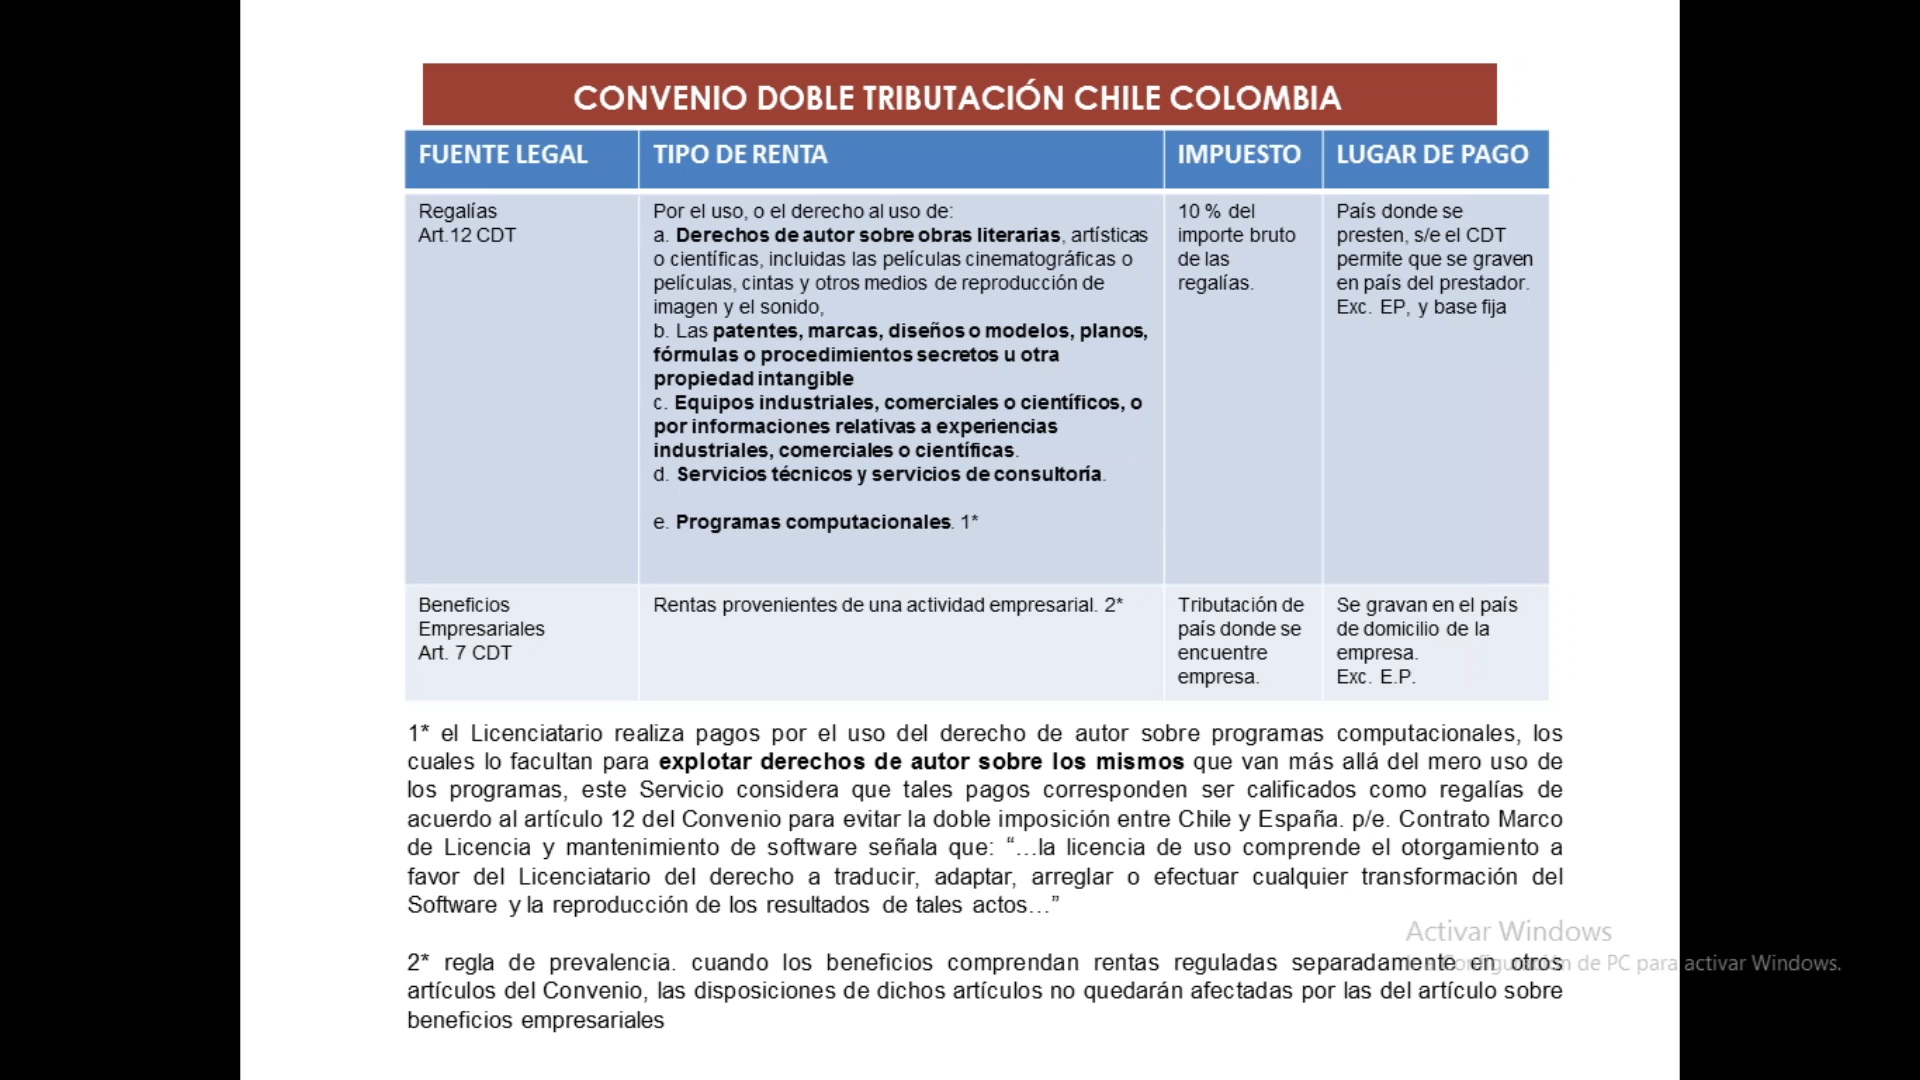 CONVENIO DOBLE TRIBUTACIÓN CHILE COLOMBIA
FUENTE LEGAL
TIPO DE RENTA
IMPUESTO
LUGAR DE PAGO
Regalías
Art.12 CDT
Por el uso, o el derecho al uso de:
a. Derechos de autor sobre obras literarias, artísticas
o científicas, incluidas las películas cinematográficas o
películas, cintas y otros medios de reproducción de
imagen y el sonido,
b. Las patentes, marcas, diseños o modelos, planos,
fórmulas o procedimientos secretos u otra
propiedad intangible
c. Equipos industriales, comerciales o científicos, o
por informaciones relativas a experiencias
industriales, comerciales o científicas.
d. Servicios técnicos y servicios de consultoría.
e. Programas computacionales. 1*
10 % del
importe bruto
de las
regalías.
País donde se
presten, s/e el CDT
permite que se graven
en país del prestador.
Exc. EP, y base fija
Beneficios
Empresariales
Art. 7 CDT
Rentas provenientes de una actividad empresarial. 2*
Tributación de
país donde se
encuentre
empresa.
Se gravan en el país
de domicilio de la
empresa.
Exc. E.P.
1* el Licenciatario realiza pagos por el uso del derecho de autor sobre programas computacionales, los
cuales lo facultan para explotar derechos de autor sobre los mismos que van más allá del mero uso de
los programas, este Servicio considera que tales pagos corresponden ser calificados como regalías de
acuerdo al artículo 12 del Convenio para evitar la doble imposición entre Chile y España. p/e. Contrato Marco
de Licencia y mantenimiento de software señala que: “…la licencia de uso comprende el otorgamiento a
favor del Licenciatario del derecho a traducir, adaptar, arreglar o efectuar cualquier transformación del
Software y la reproducción de los resultados de tales actos…”
Activar Windows
2* regla de prevalencia. cuando los beneficios comprendan rentas reguladas separadamente en otros
Configuración de PC para activar Windows.
artículos del Convenio, las disposiciones de dichos artículos no quedarán afectadas por las del artículo sobre
beneficios empresariales